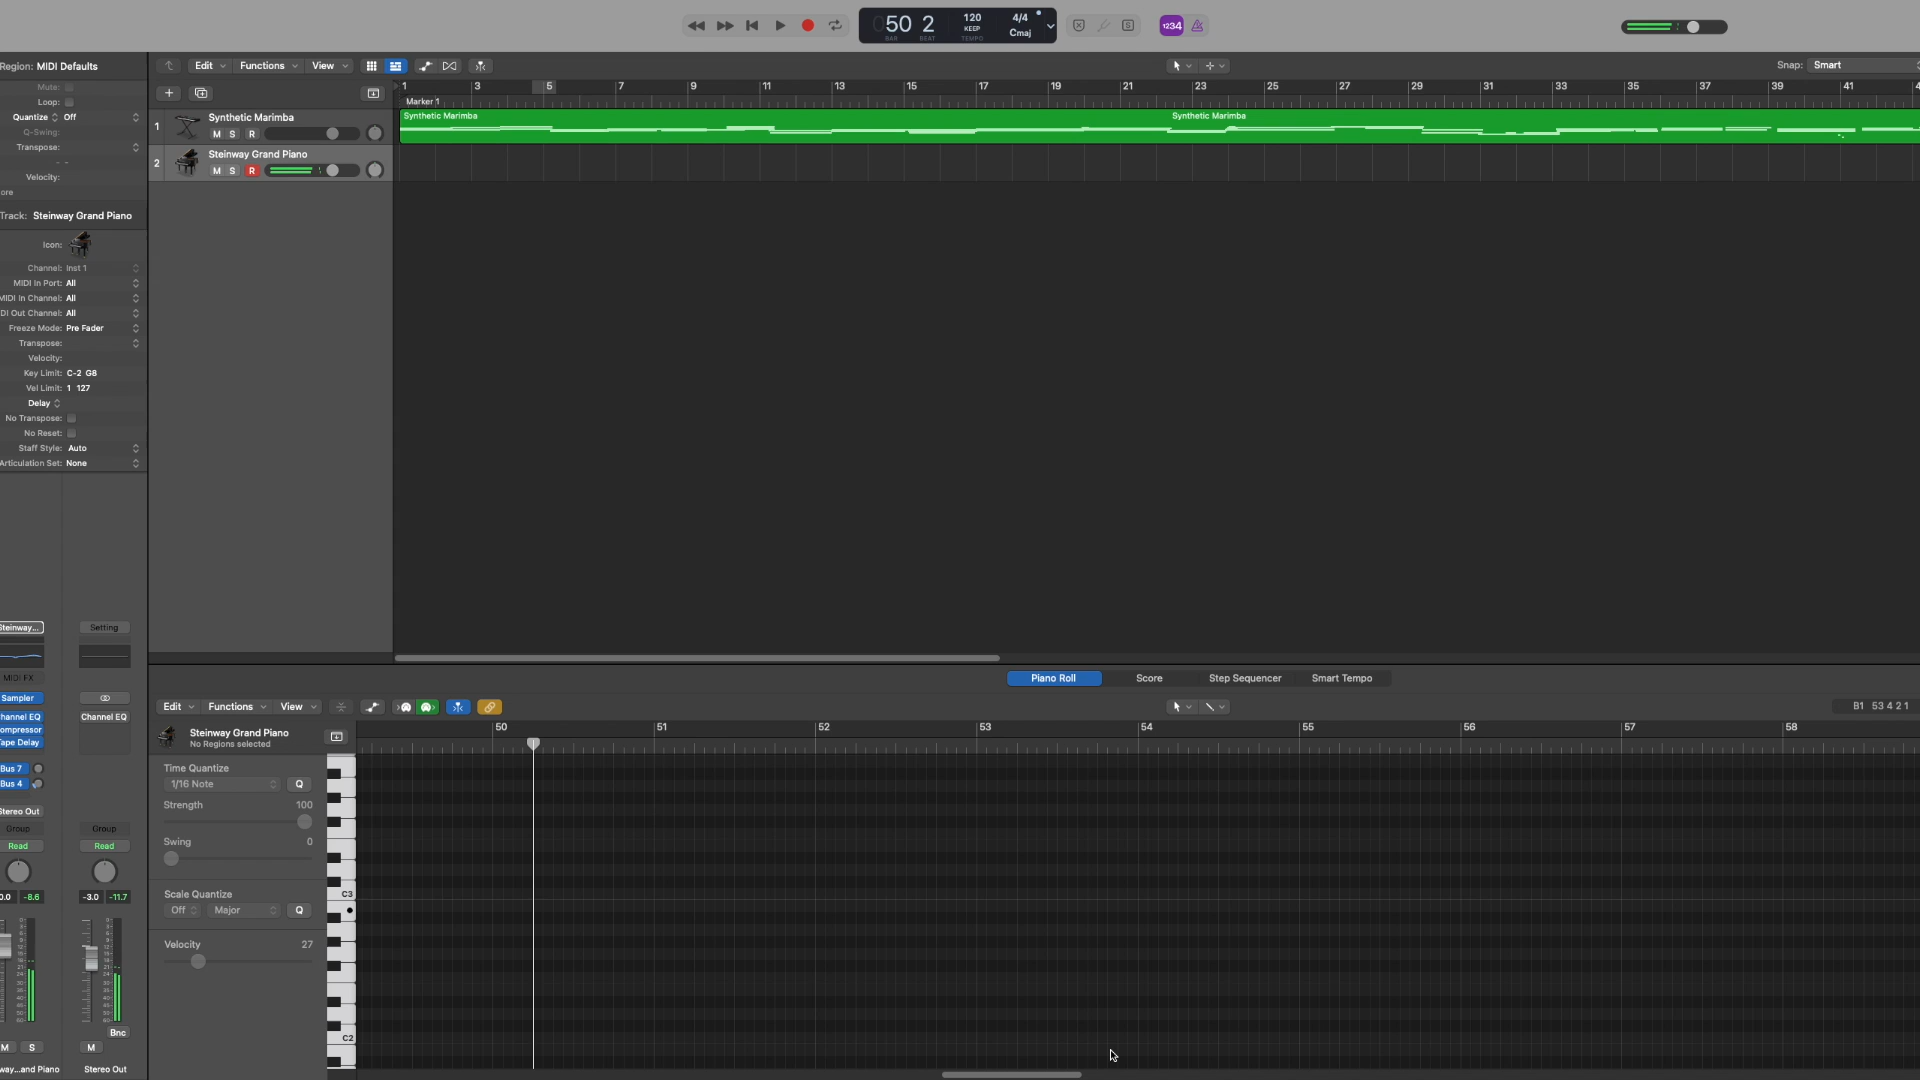 50 2
BAR BEAT
120
KEEP
TEMPO
4/4
Cmaj
1234
Region: MIDI Defaults
Mute:
Loop:
Quantize Off
Q-Swing:
Transpose:
Velocity:
ore
Track: Steinway Grand Piano
Icon:
Channel: Inst 1
MIDI In Port: All
MIDI In Channel: All
DI Out Channel: All
Freeze Mode: Pre Fader
Transpose:
Velocity:
Key Limit: C-2 G8
Vel Limit: 1 127
Delay
No Transpose:
No Reset:
Staff Style: Auto
Articulation Set: None
Edit Functions View
Snap: Smart
1 3 5 7 9 11 13 15 17 19 21 23 25 27 29 31 33 35 37 39 41
Marker 1
1 Synthetic Marimba
M S R
Synthetic Marimba Synthetic Marimba
2 Steinway Grand Piano
M S R
Steinway...
Setting
MIDI FX
Sampler
hannel EQ
Channel EQ
ompressor
ape Delay
Bus 7
Bus 4
Stereo Out
Group Group
Read Read
0.0 -8.6 -3.0 -11.7
Bnc
M S M
way...and Piano Stereo Out
Piano Roll Score Step Sequencer Smart Tempo
Edit Functions View
B1 53 4 2 1
Steinway Grand Piano
No Regions selected
50 51 52 53 54 55 56 57 58
Time Quantize
1/16 Note Q
Strength 100
Swing 0
Scale Quantize
Off Major Q
Velocity 27
C3
C2